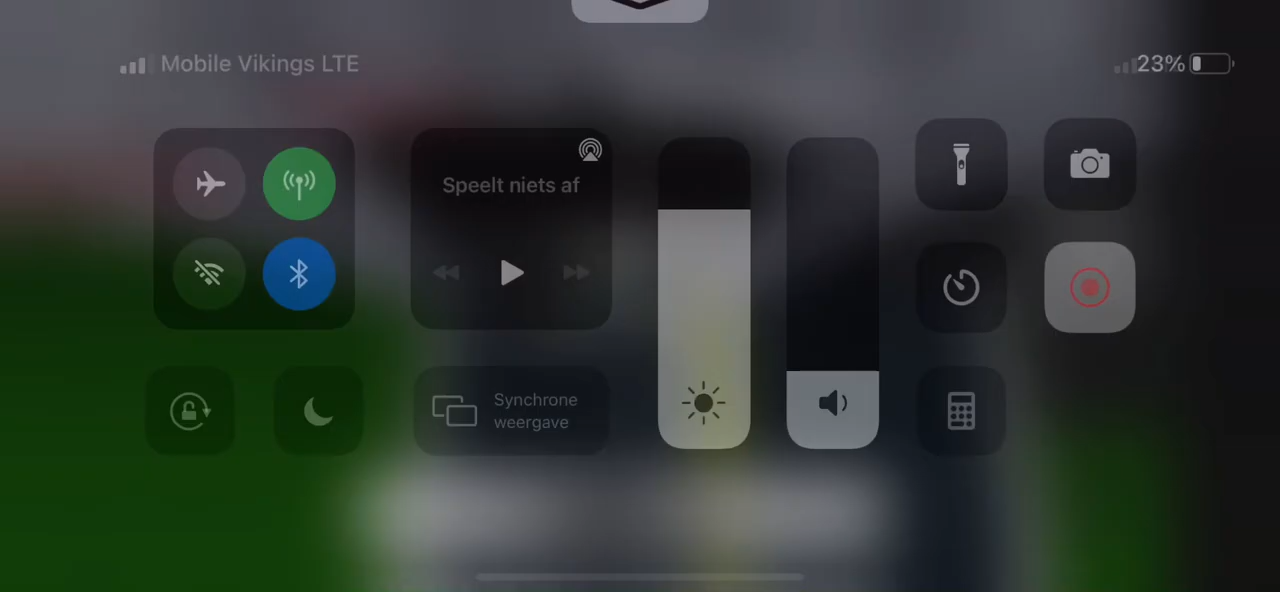 Mobile Vikings LTE
23%
Speelt niets af
Synchrone
weergave